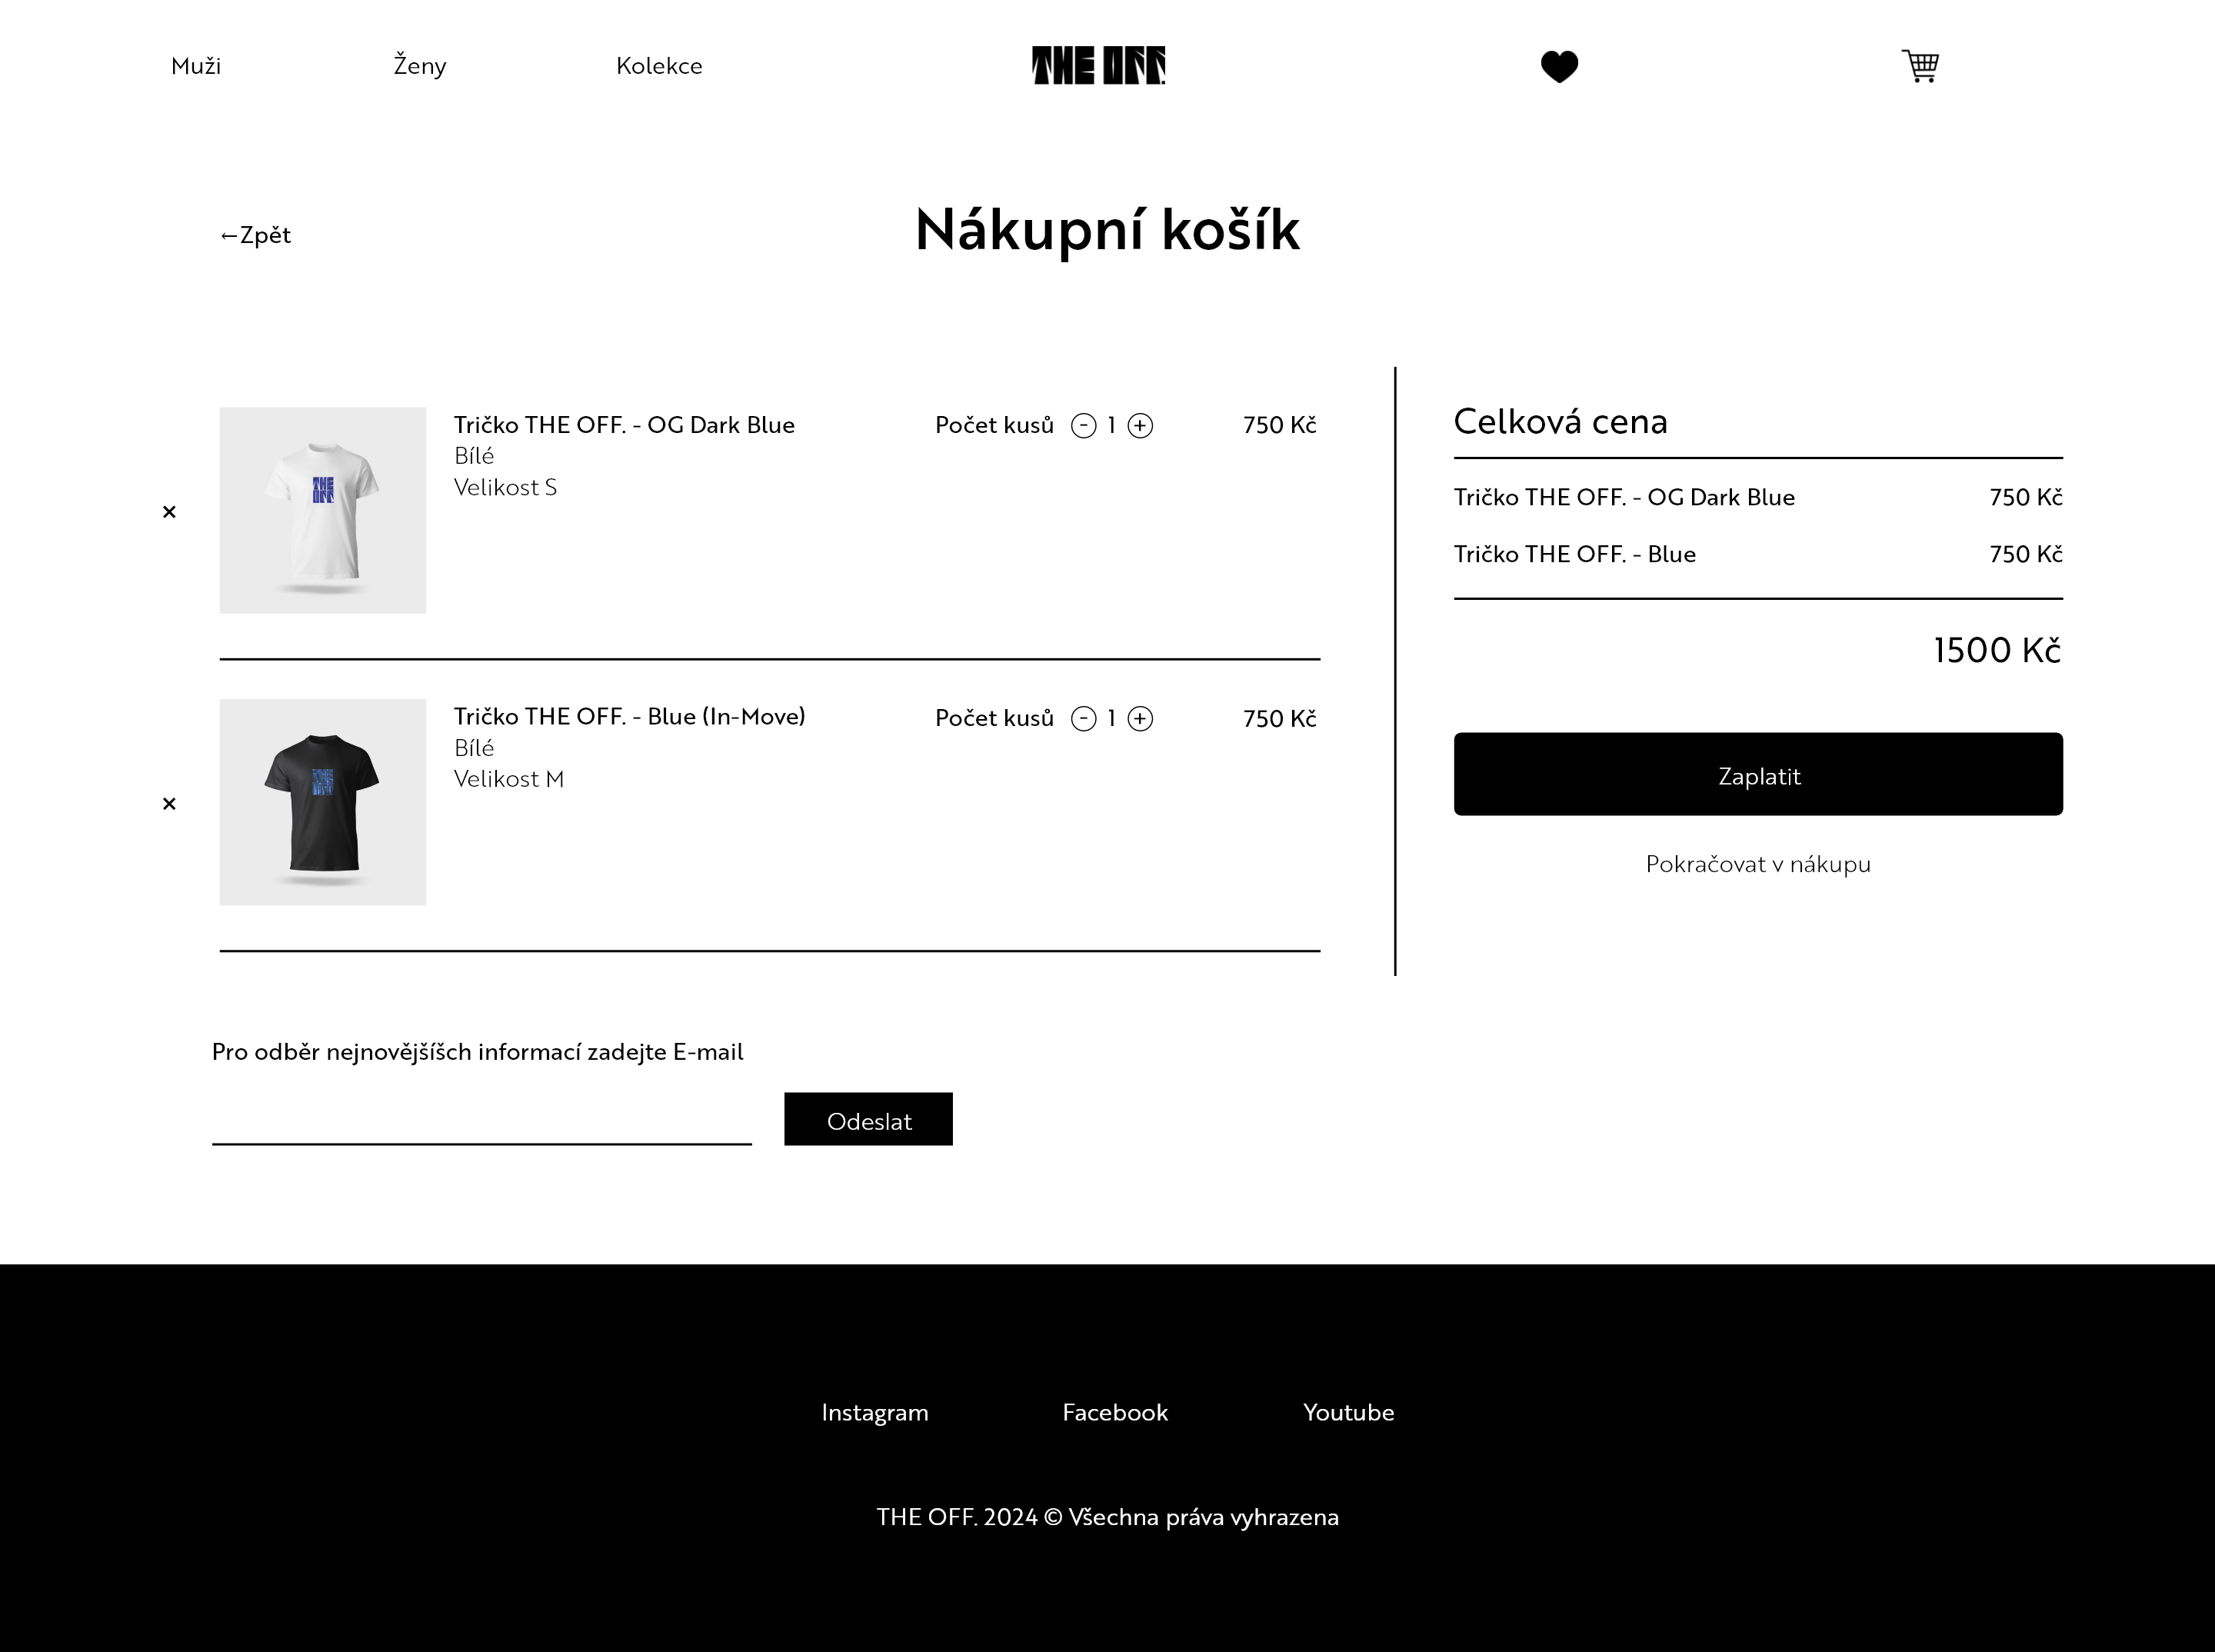 Muži Ženy Kolekce THE OFF.
←Zpět
Nákupní košík
Tričko THE OFF. - OG Dark Blue
Bílé
Velikost S
Počet kusů - 1 + 750 Kč
×
THE
OFF.
Tričko THE OFF. - Blue (In-Move)
Bílé
Velikost M
Počet kusů - 1 + 750 Kč
×
Celková cena
Tričko THE OFF. - OG Dark Blue 750 Kč
Tričko THE OFF. - Blue 750 Kč
1500 Kč
Zaplatit
Pokračovat v nákupu
Pro odběr nejnovějšíšch informací zadejte E-mail
Odeslat
Instagram Facebook Youtube
THE OFF. 2024 © Všechna práva vyhrazena